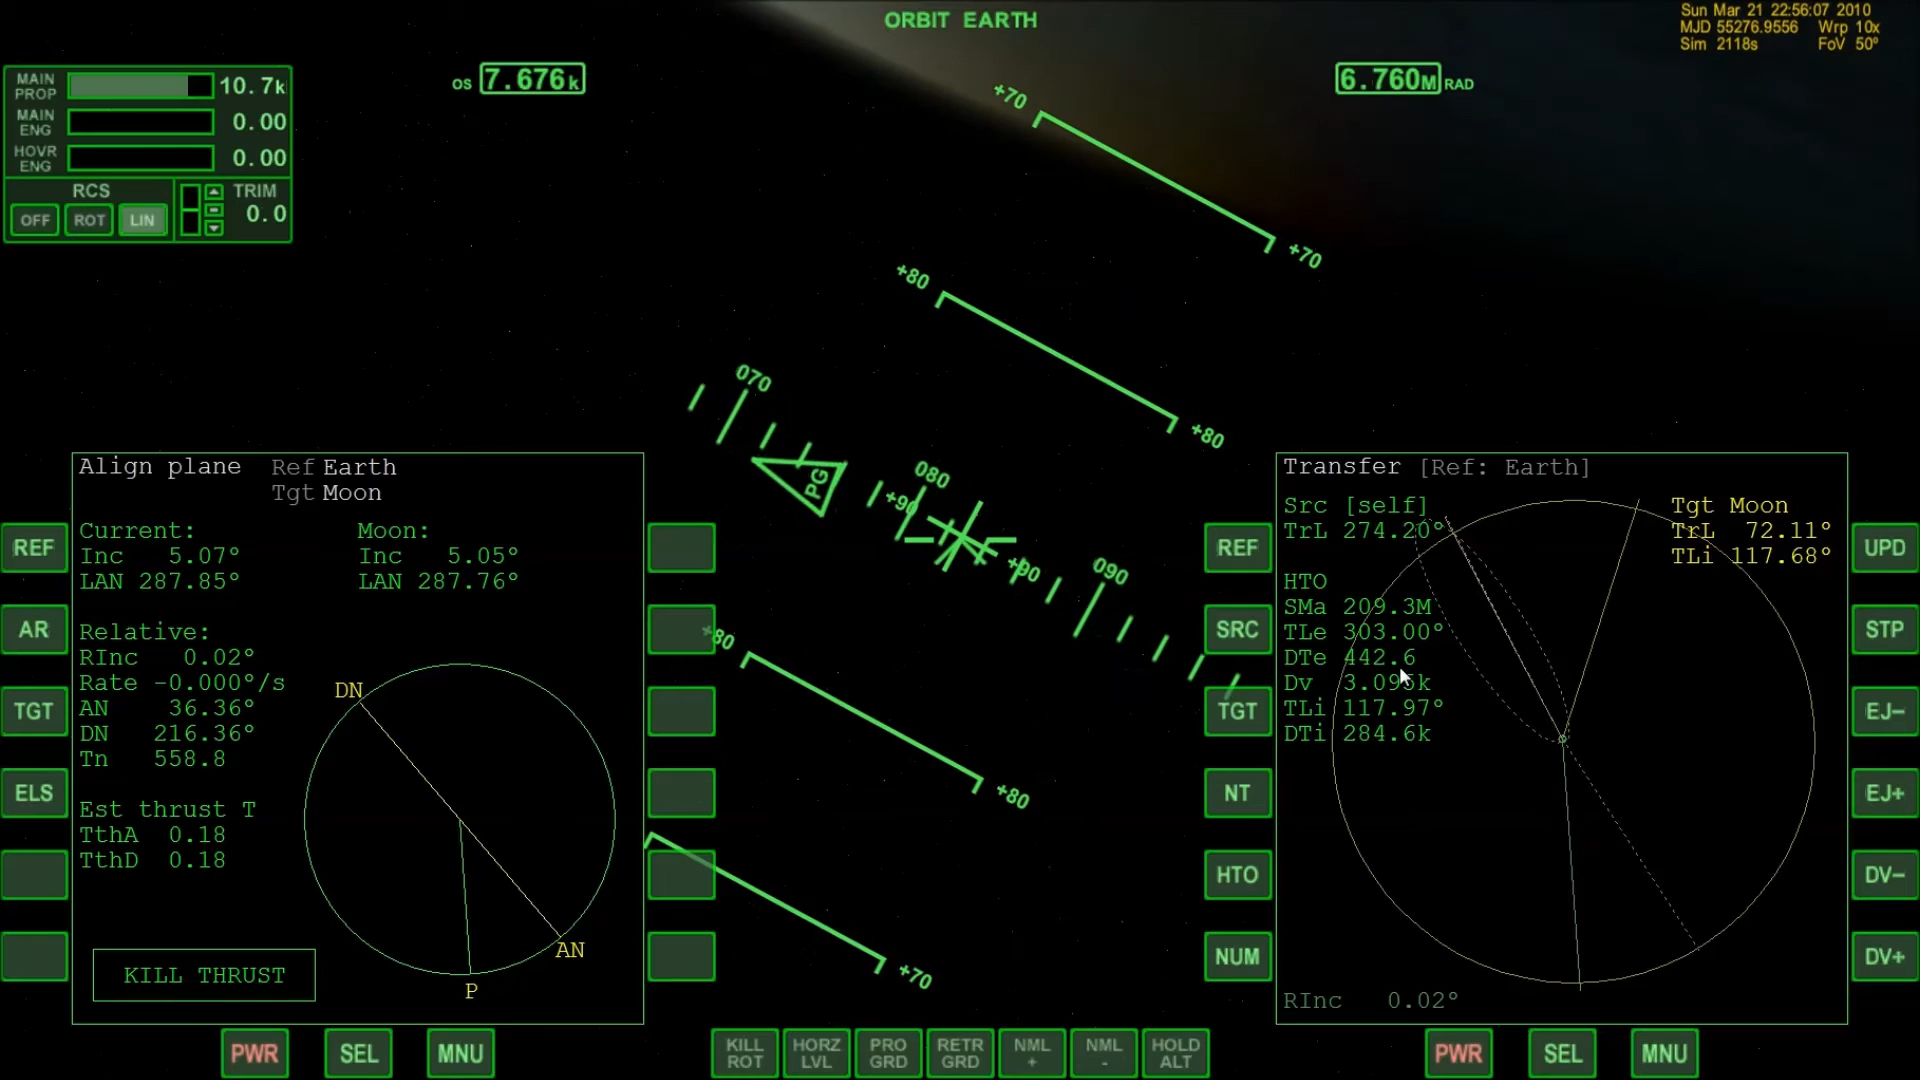 ORBIT EARTH
Sun Mar 21 22:56:07 2010
MJD 55276.9556 Wrp 10x
Sim 2118s FoV 50°
MAIN PROP 10.7k
MAIN ENG 0.00
HOVR ENG 0.00
RCS TRIM
OFF ROT LIN 0.0
OS 7.676k
6.760M RAD
+70
+70
+80
+80
070
PG
080
+90
+90
090
+80
+80
+70
Align plane Ref Earth
Tgt Moon
Current: Moon:
Inc 5.07° Inc 5.05°
LAN 287.85° LAN 287.76°
Relative:
RInc 0.02°
Rate -0.000°/s
AN 36.36°
DN 216.36°
Tn 558.8
Est thrust T
TthA 0.18
TthD 0.18
KILL THRUST
DN
AN
P
REF
AR
TGT
ELS
PWR SEL MNU
KILL ROT
HORZ LVL
PRO GRD
RETR GRD
NML +
NML -
HOLD ALT
Transfer [Ref: Earth]
Src [self] Tgt Moon
TrL 274.20° TrL 72.11°
TLi 117.68°
HTO
SMa 209.3M
TLe 303.00°
DTe 442.6
Dv 3.095k
TLi 117.97°
DTi 284.6k
RInc 0.02°
REF
SRC
TGT
NT
HTO
NUM
UPD
STP
EJ-
EJ+
DV-
DV+
PWR SEL MNU